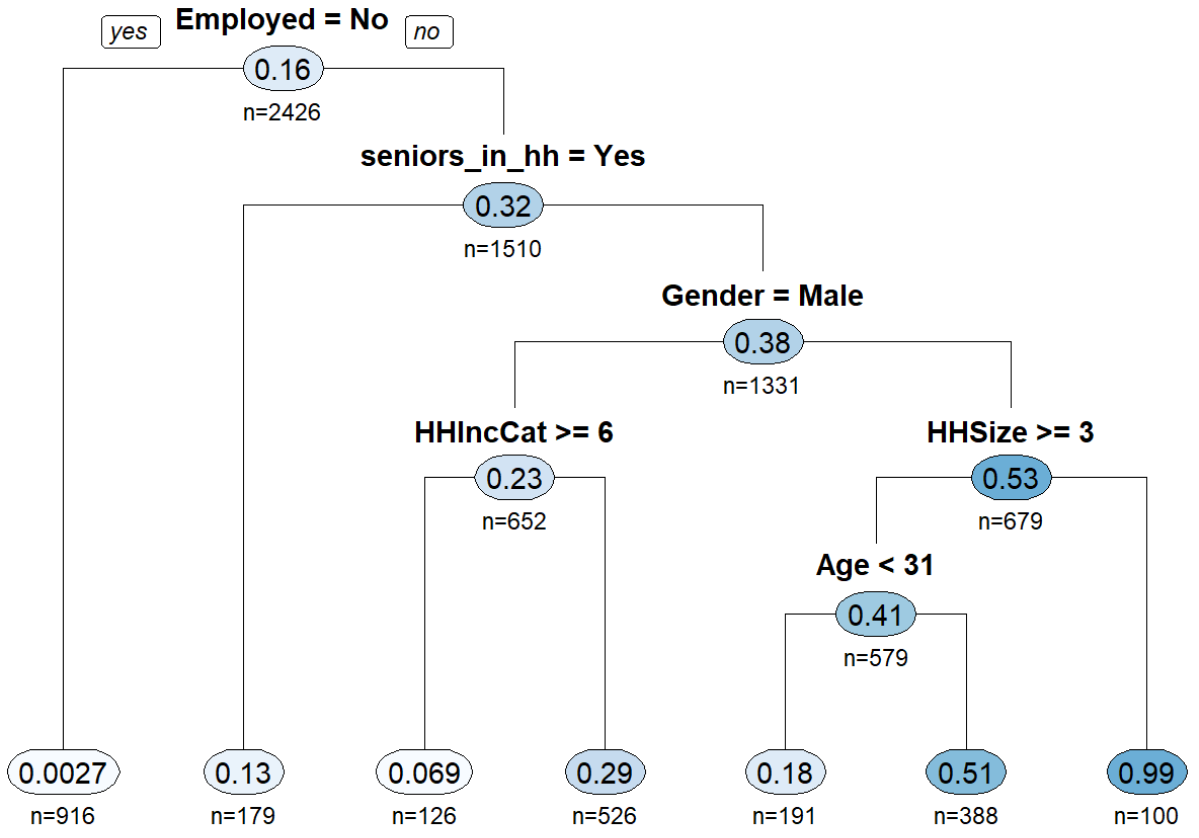 Employed = No
yes
no
0.16
n=2426
seniors_in_hh = Yes
0.32
n=1510
Gender = Male
0.38
n=1331
HHIncCat >= 6
HHSize >= 3
0.23
0.53
n=652
n=679
Age < 31
0.41
n=579
0.0027
0.13
0.069
0.29
0.18
0.51
0.99
n=916
n=179
n=126
n=526
n=191
n=388
n=100